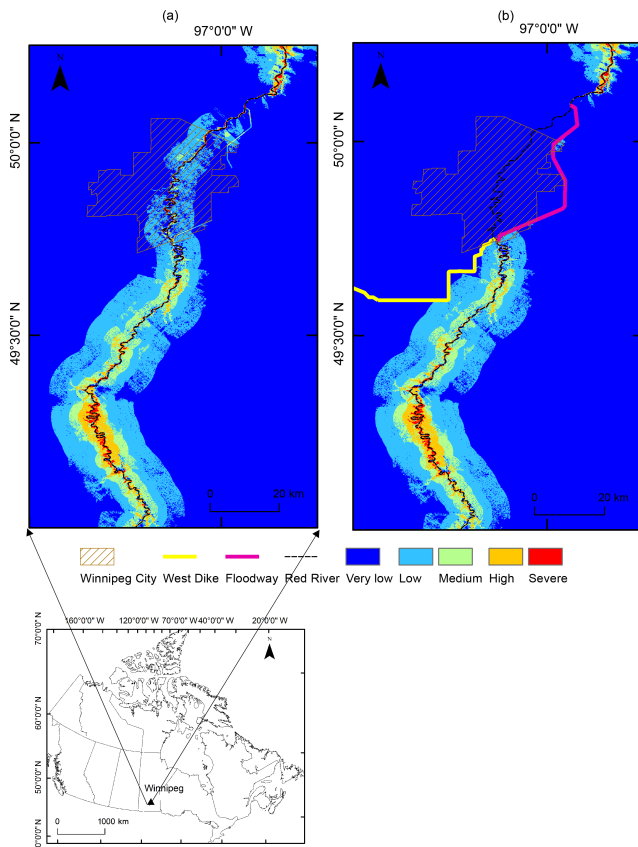 (a) (b)
97°0'0" W 97°0'0" W
N N
50°0'0" N 50°0'0" N
49°30'0" N 49°30'0" N
0 20 km 0 20 km
Winnipeg City West Dike Floodway Red River Very low Low Medium High Severe
160°0'0" W 120°0'0" W 70°0'0" W 40°0'0" W 20°0'0" W
70°0'0" N
N
60°0'0" N
50°0'0" N
Winnipeg
0 1000 km
0°0'0" N